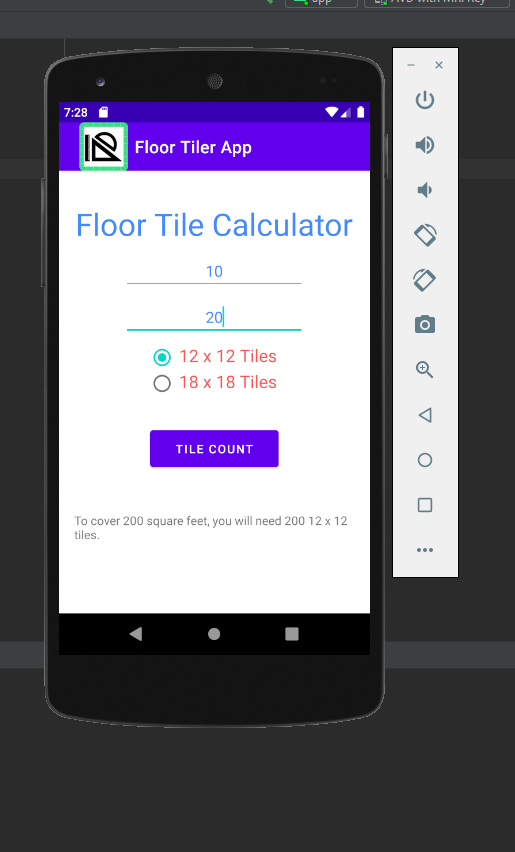 app
7:28
Floor Tiler App
Floor Tile Calculator
10
20
12 x 12 Tiles
18 x 18 Tiles
TILE COUNT
To cover 200 square feet, you will need 200 12 x 12
tiles.